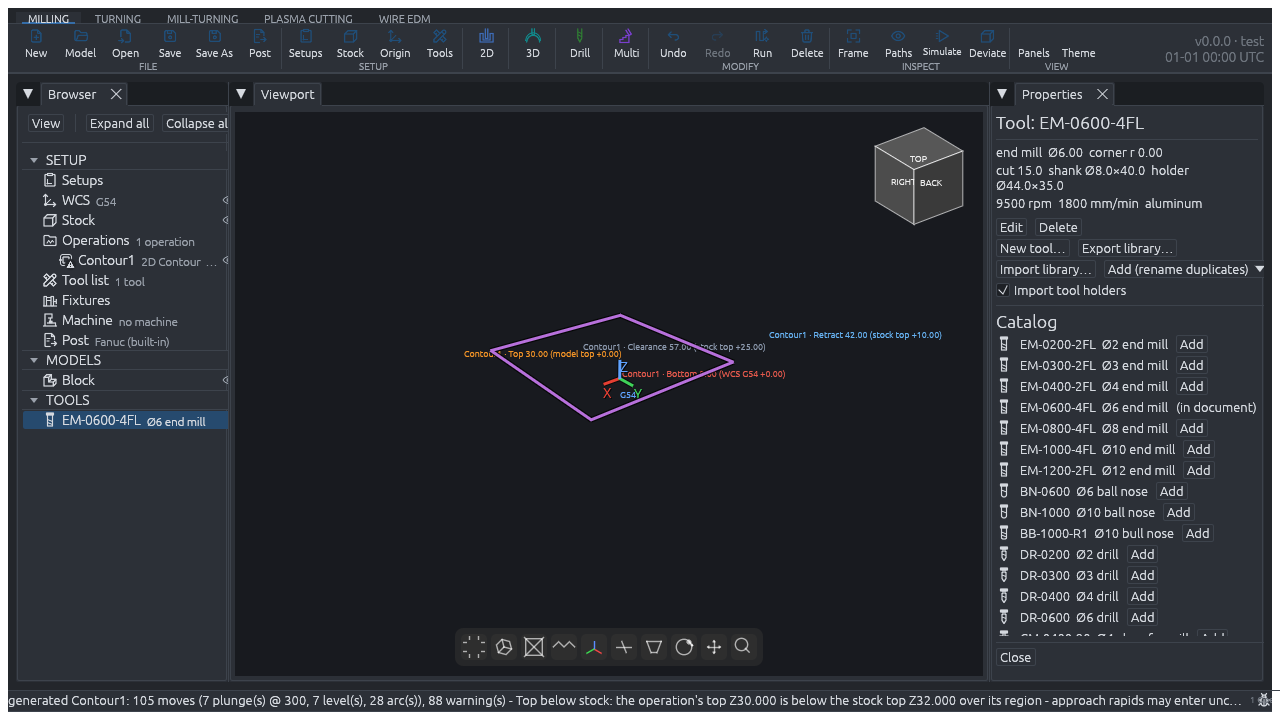 MILLING TURNING MILL-TURNING PLASMA CUTTING WIRE EDM
New Model Open Save Save As Post Setups Stock Origin Tools 2D 3D Drill Multi Undo Redo Run Delete Frame Paths Simulate Deviate Panels Theme
FILE SETUP MODIFY INSPECT VIEW
v0.0.0 · test
01-01 00:00 UTC
Browser
View Expand all Collapse al
SETUP
Setups
WCS G54
Stock
Operations 1 operation
Contour1 2D Contour ...
Tool list 1 tool
Fixtures
Machine no machine
Post Fanuc (built-in)
MODELS
Block
TOOLS
EM-0600-4FL Ø6 end mill
Viewport
TOP
RIGHT BACK
Contour1 · Retract 42.00 (stock top +10.00)
Contour1 · Clearance 57.00 (stock top +25.00)
Contour1 · Top 30.00 (model top +0.00)
Contour1 · Bottom 0.00 (WCS G54 +0.00)
Z
X G54 Y
Properties
Tool: EM-0600-4FL
end mill Ø6.00 corner r 0.00
cut 15.0 shank Ø8.0×40.0 holder
Ø44.0×35.0
9500 rpm 1800 mm/min aluminum
Edit Delete
New tool... Export library...
Import library... Add (rename duplicates)
Import tool holders
Catalog
EM-0200-2FL Ø2 end mill Add
EM-0300-2FL Ø3 end mill Add
EM-0400-2FL Ø4 end mill Add
EM-0600-4FL Ø6 end mill (in document)
EM-0800-4FL Ø8 end mill Add
EM-1000-4FL Ø10 end mill Add
EM-1200-2FL Ø12 end mill Add
BN-0600 Ø6 ball nose Add
BN-1000 Ø10 ball nose Add
BB-1000-R1 Ø10 bull nose Add
DR-0200 Ø2 drill Add
DR-0300 Ø3 drill Add
DR-0400 Ø4 drill Add
DR-0600 Ø6 drill Add
Close
generated Contour1: 105 moves (7 plunge(s) @ 300, 7 level(s), 28 arc(s)), 88 warning(s) - Top below stock: the operation's top Z30.000 is below the stock top Z32.000 over its region - approach rapids may enter unc...